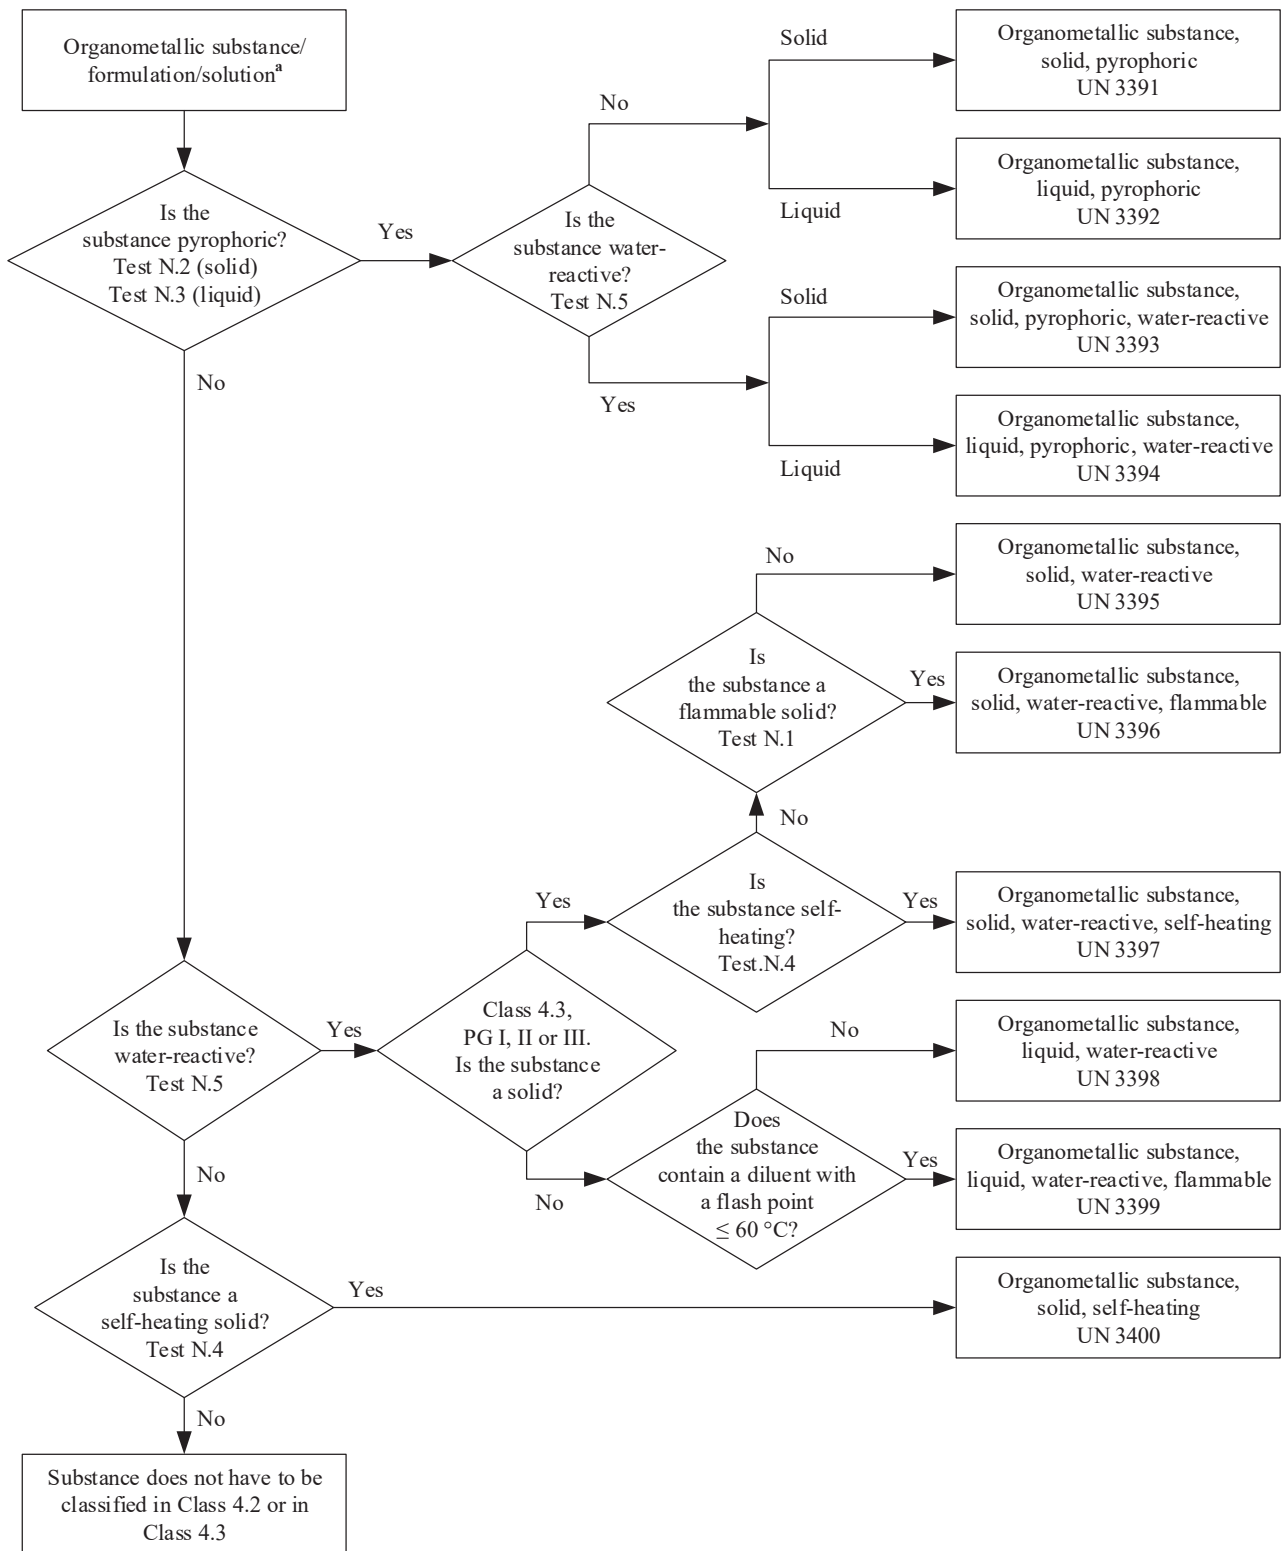 Organometallic substance/
formulation/solutionª
Is the
substance pyrophoric?
Test N.2 (solid)
Test N.3 (liquid)
Yes
No
Is the
substance water-
reactive?
Test N.5
No
Yes
Solid
Liquid
Organometallic substance,
solid, pyrophoric
UN 3391
Organometallic substance,
liquid, pyrophoric
UN 3392
Solid
Liquid
Organometallic substance,
solid, pyrophoric, water-reactive
UN 3393
Organometallic substance,
liquid, pyrophoric, water-reactive
UN 3394
No
Organometallic substance,
solid, water-reactive
UN 3395
Is
the substance a
flammable solid?
Test N.1
Yes
Organometallic substance,
solid, water-reactive, flammable
UN 3396
No
Is
the substance self-
heating?
Test.N.4
Yes
Yes
Organometallic substance,
solid, water-reactive, self-heating
UN 3397
Is the substance
water-reactive?
Test N.5
Yes
Class 4.3,
PG I, II or III.
Is the substance
a solid?
No
Organometallic substance,
liquid, water-reactive
UN 3398
No
No
Does
the substance
contain a diluent with
a flash point
≤ 60 °C?
Yes
Organometallic substance,
liquid, water-reactive, flammable
UN 3399
Is the
substance a
self-heating solid?
Test N.4
Yes
Organometallic substance,
solid, self-heating
UN 3400
No
Substance does not have to be
classified in Class 4.2 or in
Class 4.3